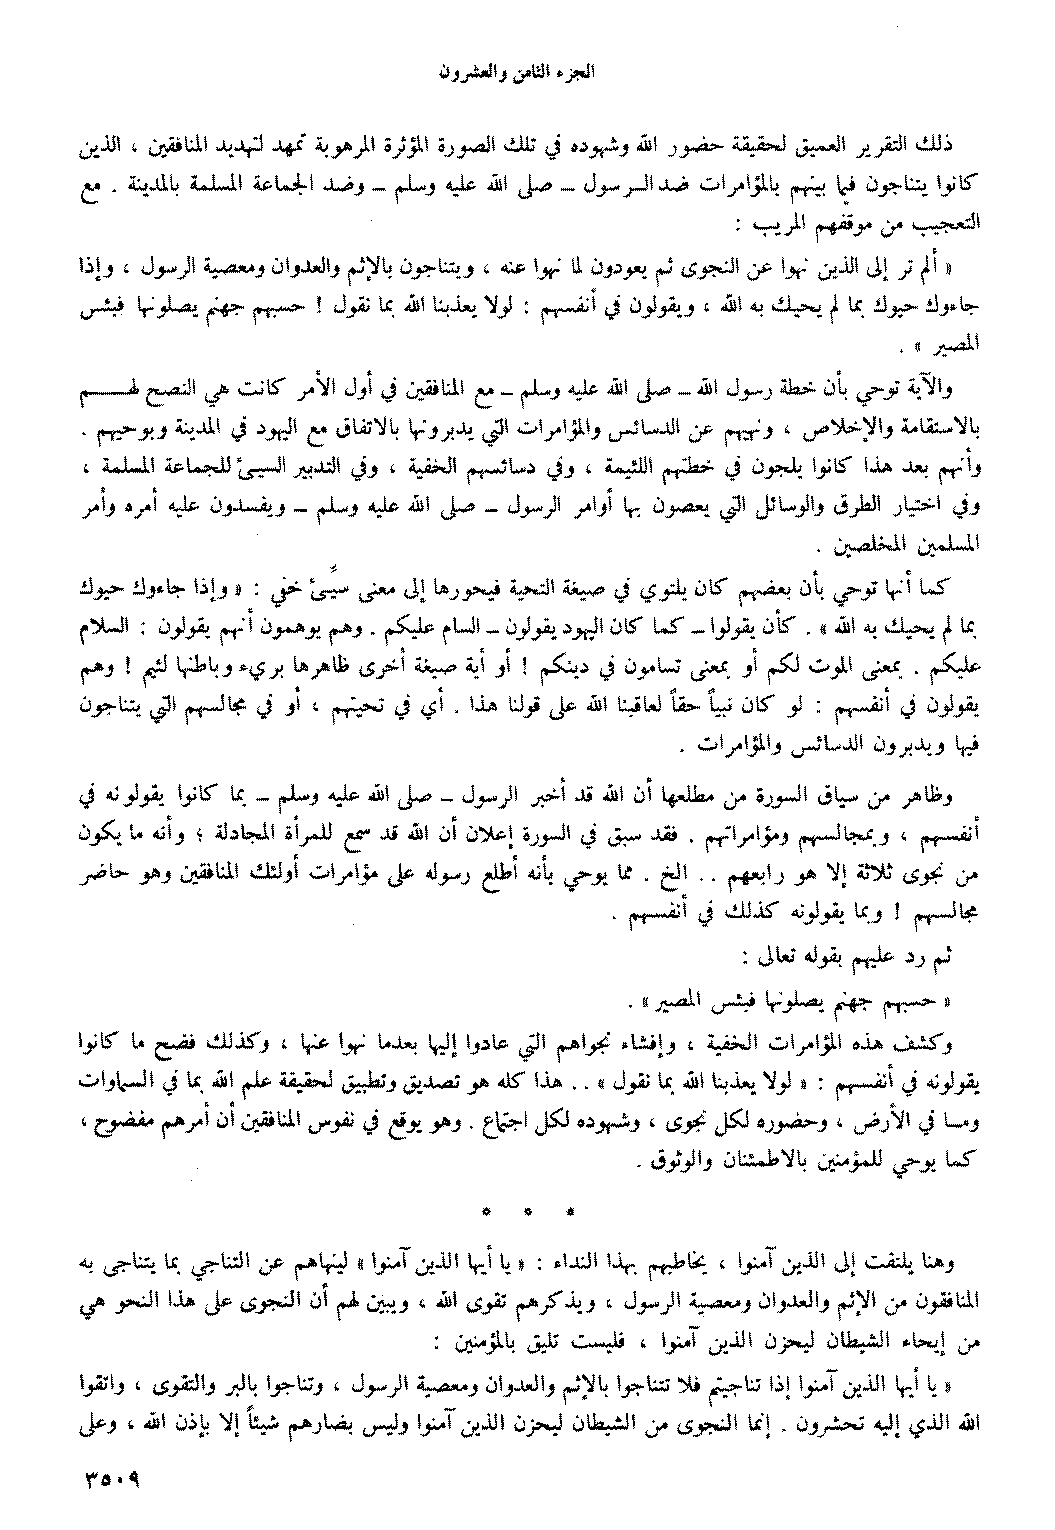 الجزء الثامن والعشرون
ذلك التقرير العميق لحقيقة حضور الله وشهوده في تلك الصورة المؤثرة المرهوبة تمهد لتهديد المنافقين ، الذين
كانوا يتناجون فيما بينهم بالمؤامرات ضد الرسول – صلى الله عليه وسلم – وضد الجماعة المسلمة بالمدينة . مع
التعجيب من موقفهم المريب :
« ألم تر إلى الذين نهوا عن النجوى ثم يعودون لما نهوا عنه ، ويتناجون بالإثم والعدوان ومعصية الرسول ، وإذا
جاءوك حيوك بما لم يحيك به الله ، ويقولون في أنفسهم : لولا يعذبنا الله بما نقول ! حسبهم جهنم يصلونها فبئس
المصير » .
والآية توحي بأن خطة رسول الله – صلى الله عليه وسلم – مع المنافقين في أول الأمر كانت هي النصح لهم
بالاستقامة والإخلاص ، ونهيهم عن الدسائس والمؤامرات التي يدبرونها بالاتفاق مع اليهود في المدينة وبوحيهم .
وأنهم بعد هذا كانوا يلجون في خطتهم اللئيمة ، وفي دسائسهم الخفية ، وفي التدبير السيئ للجماعة المسلمة ،
وفي اختيار الطرق والوسائل التي يعصون بها أوامر الرسول – صلى الله عليه وسلم – ويفسدون عليه أمره وأمر
المسلمين المخلصين .
كما أنها توحي بأن بعضهم كان يلتوي في صيغة التحية فيحورها إلى معنى سيِّئ خفي : « وإذا جاءوك حيوك
بما لم يحيك به الله » . كأن يقولوا – كما كان اليهود يقولون – السام عليكم . وهم يوهمون أنهم يقولون : السلام
عليكم . بمعنى الموت لكم أو بمعنى تسامون في دينكم ! أو أية صيغة أخرى ظاهرها بريء وباطنها لئيم ! وهم
يقولون في أنفسهم : لو كان نبياً حقاً لعاقبنا الله على قولنا هذا . أي في تحيتهم ، أو في مجالسهم التي يتناجون
فيها ويدبرون الدسائس والمؤامرات .
وظاهر من سياق السورة من مطلعها أن الله قد أخبر الرسول – صلى الله عليه وسلم – بما كانوا يقولونه في
أنفسهم ، وبمجالسهم ومؤامراتهم . فقد سبق في السورة إعلان أن الله قد سمع للمرأة المجادلة ؛ وأنه ما يكون
من نجوى ثلاثة إلا هو رابعهم .. الخ . مما يوحي بأنه أطلع رسوله على مؤامرات أولئك المنافقين وهو حاضر
مجالسهم ! وبما يقولونه كذلك في أنفسهم .
ثم رد عليهم بقوله تعالى :
« حسبهم جهنم يصلونها فبئس المصير » .
وكشف هذه المؤامرات الخفية ، وإفشاء نجواهم التي عادوا إليها بعدما نهوا عنها ، وكذلك فضح ما كانوا
يقولونه في أنفسهم : « لولا يعذبنا الله بما نقول » .. هذا كله هو تصديق وتطبيق لحقيقة علم الله بما في السماوات
وما في الأرض ، وحضوره لكل نجوى ، وشهوده لكل اجتماع . وهو يوقع في نفوس المنافقين أن أمرهم مفضوح ،
كما يوحي للمؤمنين بالاطمئنان والوثوق .
* * *
وهنا يلتفت إلى الذين آمنوا ، يخاطبهم بهذا النداء : « يا أيها الذين آمنوا » لينهاهم عن التناجي بما يتناجى به
المنافقون من الإثم والعدوان ومعصية الرسول ، ويذكرهم تقوى الله ، ويبين لهم أن النجوى على هذا النحو هي
من إيحاء الشيطان ليحزن الذين آمنوا ، فليست تليق بالمؤمنين :
« يا أيها الذين آمنوا إذا تناجيتم فلا تتناجوا بالإثم والعدوان ومعصية الرسول ، وتناجوا بالبر والتقوى ، واتقوا
الله الذي إليه تحشرون . إنما النجوى من الشيطان ليحزن الذين آمنوا وليس بضارهم شيئاً إلا بإذن الله ، وعلى
٣٥٠٩